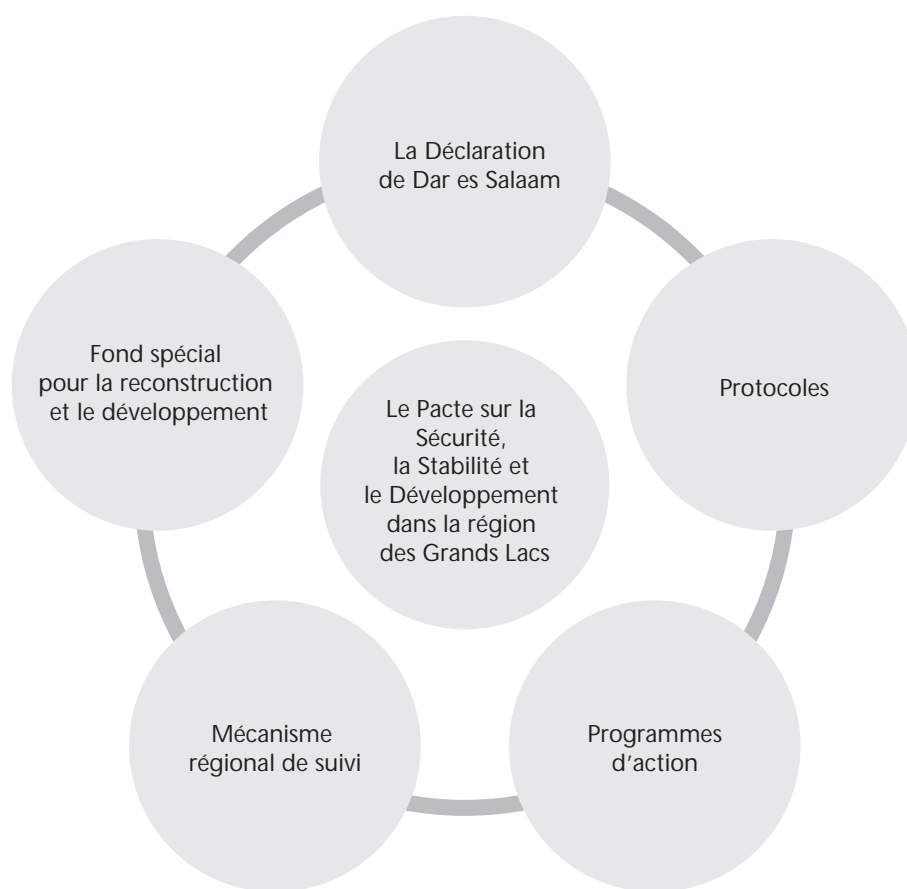 La Déclaration
de Dar es Salaam
Fond spécial
pour la reconstruction
et le développement
Protocoles
Le Pacte sur la
Sécurité,
la Stabilité et
le Développement
dans la région
des Grands Lacs
Mécanisme
régional de suivi
Programmes
d'action